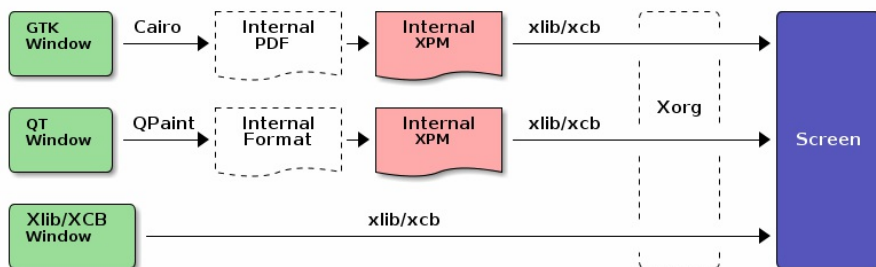 GTK
Window
Cairo
Internal
PDF
Internal
XPM
xlib/xcb
QT
Window
QPaint
Internal
Format
Internal
XPM
xlib/xcb
Xorg
Screen
Xlib/XCB
Window
xlib/xcb